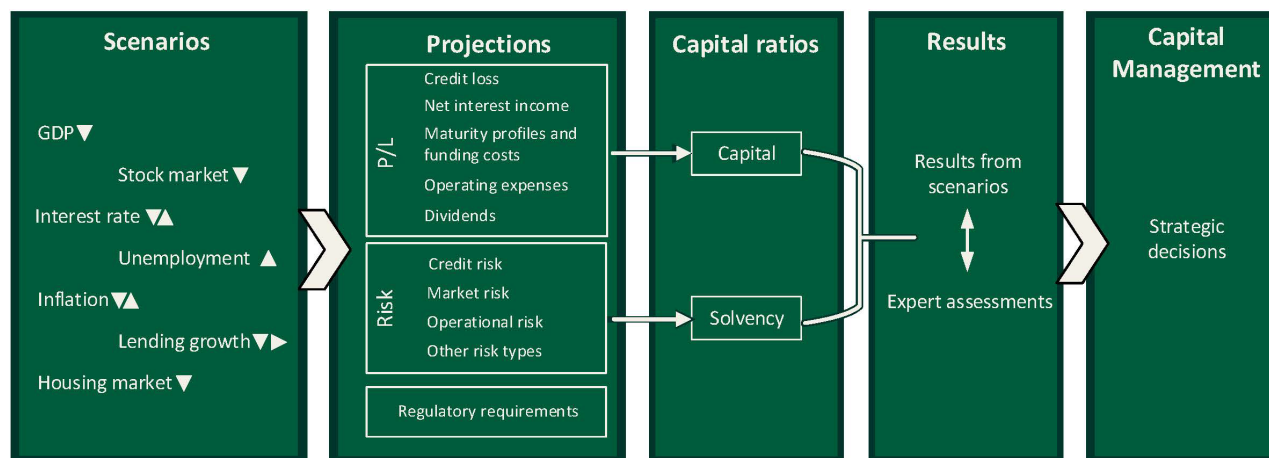 Scenarios
GDP▼
Stock market▼
Interest rate ▼▲
Unemployment ▲
Inflation▼▲
Lending growth▼►
Housing market▼
Projections
P/L
Credit loss
Net interest income
Maturity profiles and
funding costs
Operating expenses
Dividends
Risk
Credit risk
Market risk
Operational risk
Other risk types
Regulatory requirements
Capital ratios
Capital
Solvency
Results
Results from
scenarios
Expert assessments
Capital
Management
Strategic
decisions